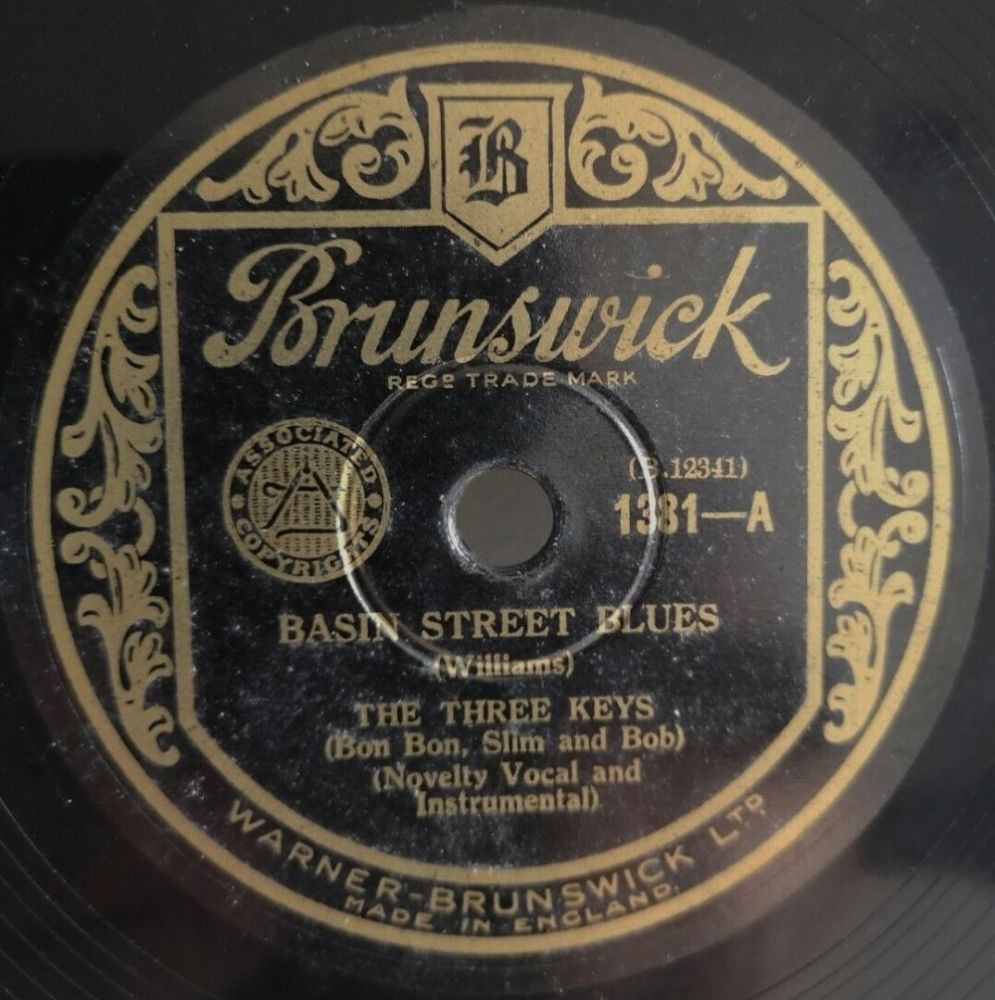 B
Brunswick
REGD TRADE MARK
ASSOCIATED
COPYRIGHTS
(B.12341)
1381—A
BASIN STREET BLUES
(Williams)
THE THREE KEYS
(Bon Bon, Slim and Bob)
(Novelty Vocal and
Instrumental)
WARNER-BRUNSWICK LTD
MADE IN ENGLAND.